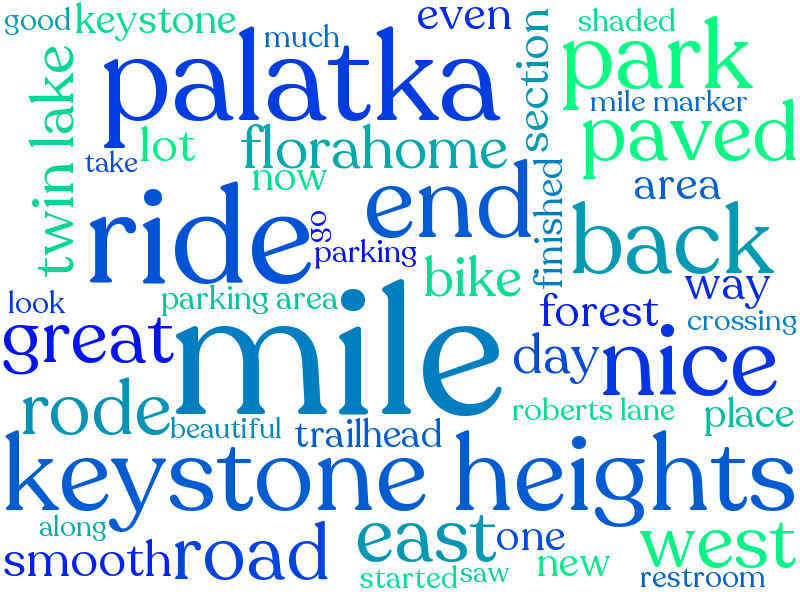 good
keystone
much
even
shaded
palatka
park
mile marker
section
twin lake
take
lot
florahome
now
paved
area
ride
go
end
parking
finished
back
look
parking area
bike
way
forest
crossing
great
mile
day
nice
rode
beautiful
trailhead
roberts lane
place
keystone heights
along
smooth
road
east
one
started
saw
new
west
restroom